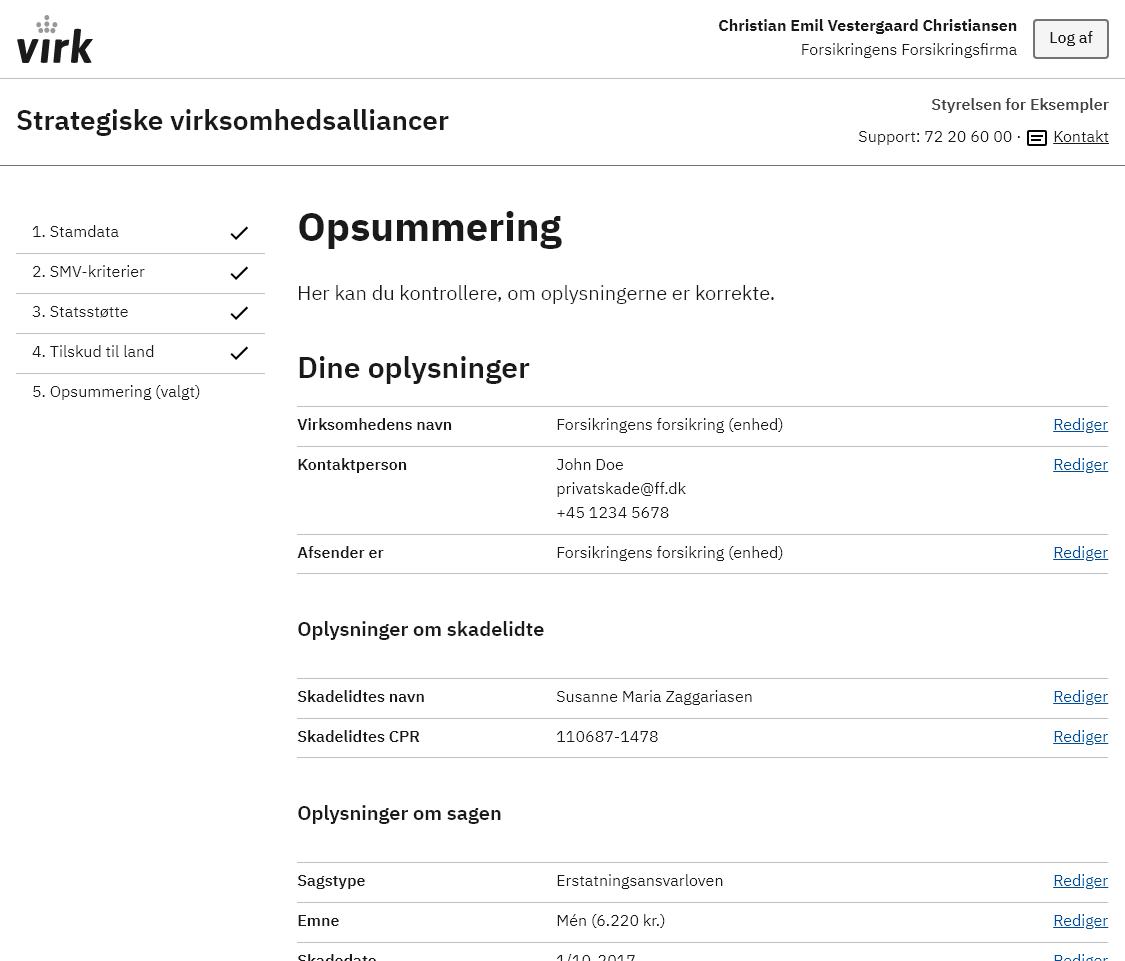 virk
Christian Emil Vestergaard Christiansen
Forsikringens Forsikringsfirma
Log af
Strategiske virksomhedsalliancer
Styrelsen for Eksempler
Support: 72 20 60 00 · Kontakt
1. Stamdata
2. SMV-kriterier
3. Statsstøtte
4. Tilskud til land
5. Opsummering (valgt)
Opsummering
Her kan du kontrollere, om oplysningerne er korrekte.
Dine oplysninger
Virksomhedens navn Forsikringens forsikring (enhed) Rediger
Kontaktperson John Doe Rediger
privatskade@ff.dk
+45 1234 5678
Afsender er Forsikringens forsikring (enhed) Rediger
Oplysninger om skadelidte
Skadelidtes navn Susanne Maria Zaggariasen Rediger
Skadelidtes CPR 110687-1478 Rediger
Oplysninger om sagen
Sagstype Erstatningsansvarloven Rediger
Emne Mén (6.220 kr.) Rediger
Skadedato 1/10-2017 Rediger